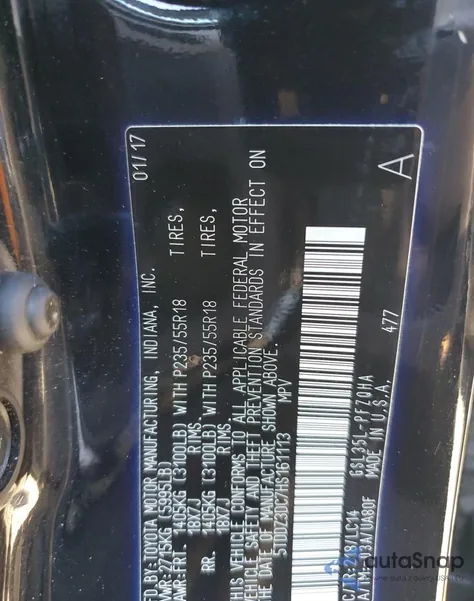 01/17
MFD.BY:TOYOTA MOTOR MANUFACTURING, INDIANA, INC.
GVWR:2715KG (5995LB)
GAWR:FRT. 1405KG (3100LB) WITH P235/55R18 TIRES,
18X7J RIMS
RR. 1405KG (3100LB) WITH P235/55R18 TIRES,
18X7J RIMS
THIS VEHICLE CONFORMS TO ALL APPLICABLE FEDERAL MOTOR
VEHICLE SAFETY AND THEFT PREVENTION STANDARDS IN EFFECT ON
THE DATE OF MANUFACTURE SHOWN ABOVE.
MPV
GSL35L-PFZQHA
MADE IN U.S.A.
477
A
autoSnap